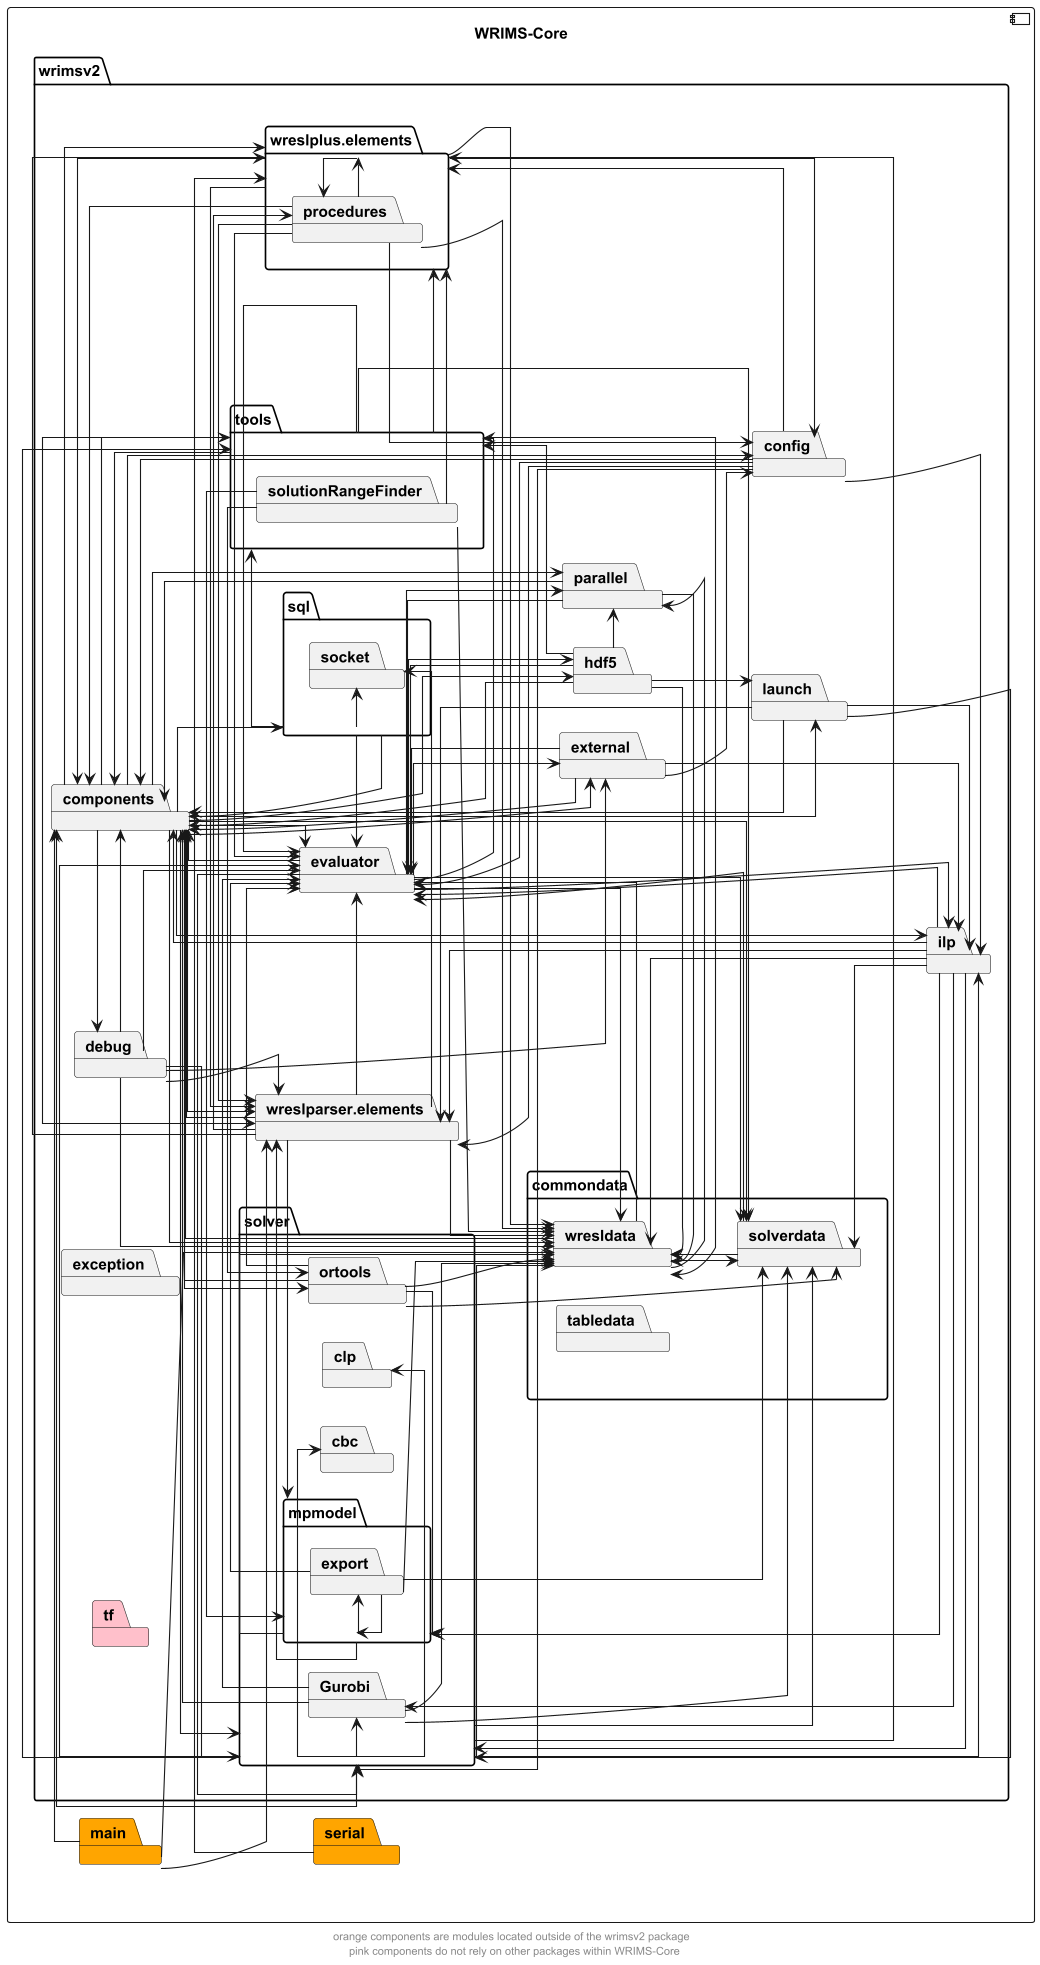 WRIMS-Core
wrimsv2
wreslplus.elements
procedures
tools
config
solutionRangeFinder
parallel
sql
socket
hdf5
launch
external
components
evaluator
ilp
debug
wreslparser.elements
commondata
solver
wresldata
solverdata
exception
ortools
tabledata
clp
cbc
mpmodel
export
tf
Gurobi
main
serial
orange components are modules located outside of the wrimsv2 package
pink components do not rely on other packages within WRIMS-Core